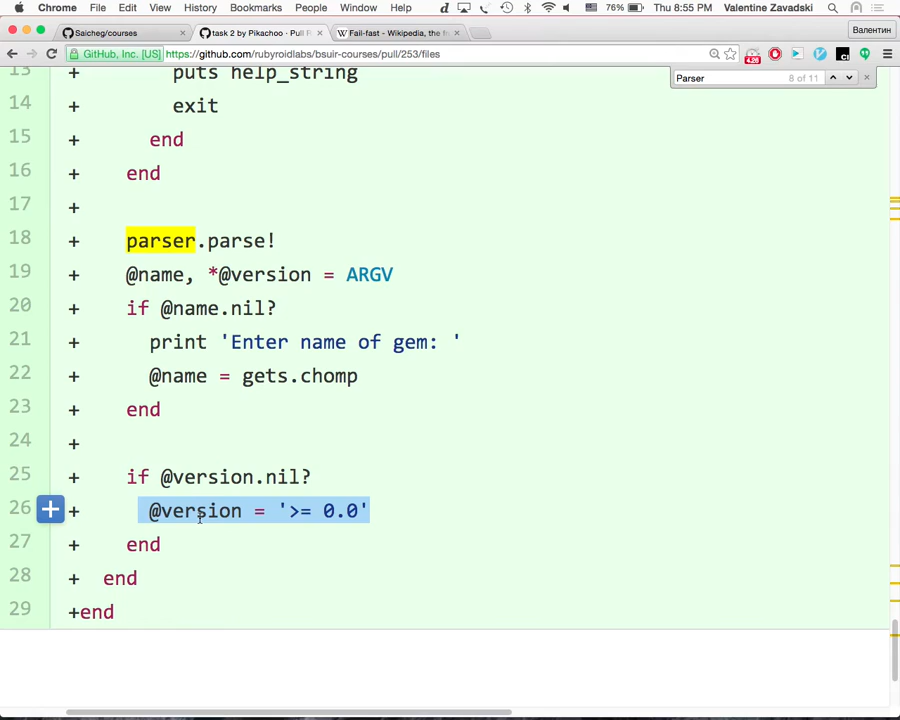 Chrome File Edit View History Bookmarks People Window Help 76% Thu 8:55 PM Valentine Zavadski
Saicheg/courses task 2 by Pikachoo · Pull R Fail-fast - Wikipedia, the fr Валентин
GitHub, Inc. [US] https://github.com/rubyroidlabs/bsuir-courses/pull/253/files
Parser 8 of 11
13 + puts help_string
14 + exit
15 + end
16 + end
17 +
18 + parser.parse!
19 + @name, *@version = ARGV
20 + if @name.nil?
21 + print 'Enter name of gem: '
22 + @name = gets.chomp
23 + end
24 +
25 + if @version.nil?
26 + @version = '>= 0.0'
27 + end
28 + end
29 +end